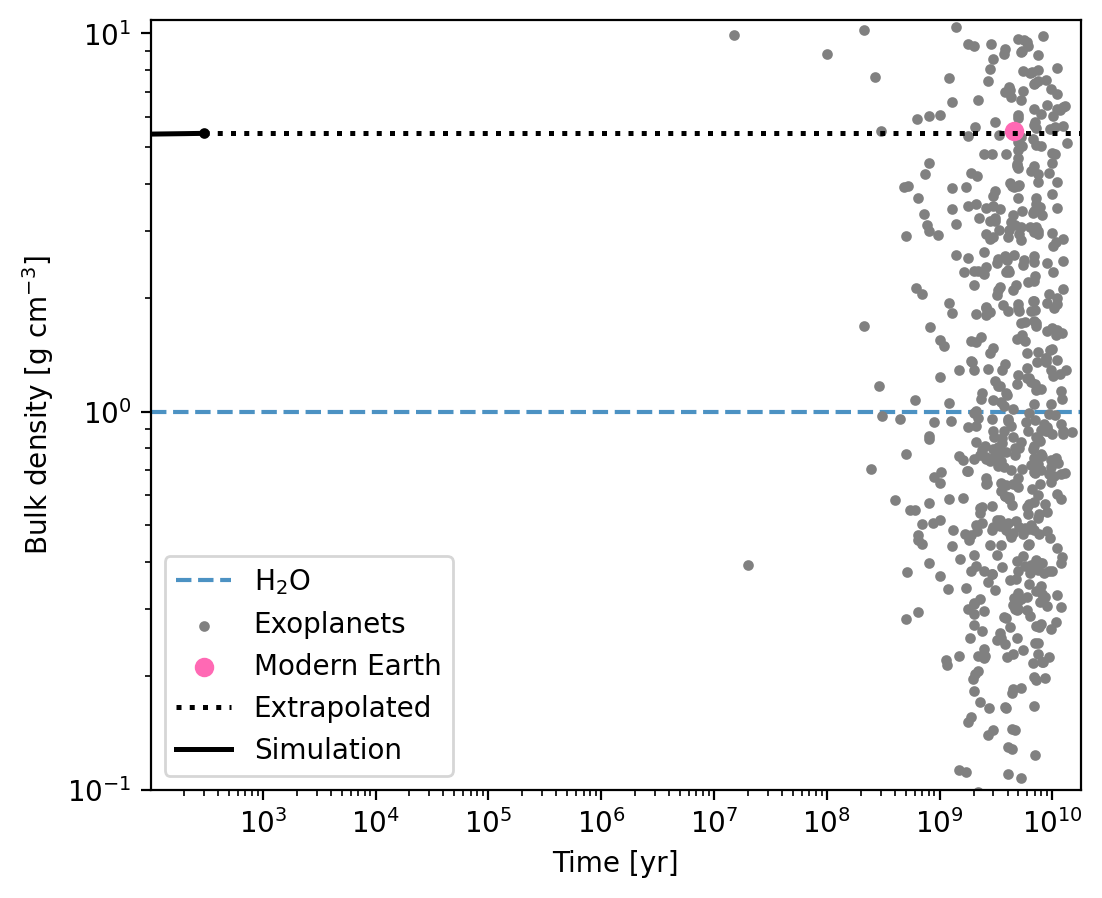 10¹
10⁰
10⁻¹
Bulk density [g cm⁻³]
H₂O
Exoplanets
Modern Earth
Extrapolated
Simulation
10³ 10⁴ 10⁵ 10⁶ 10⁷ 10⁸ 10⁹ 10¹⁰
Time [yr]